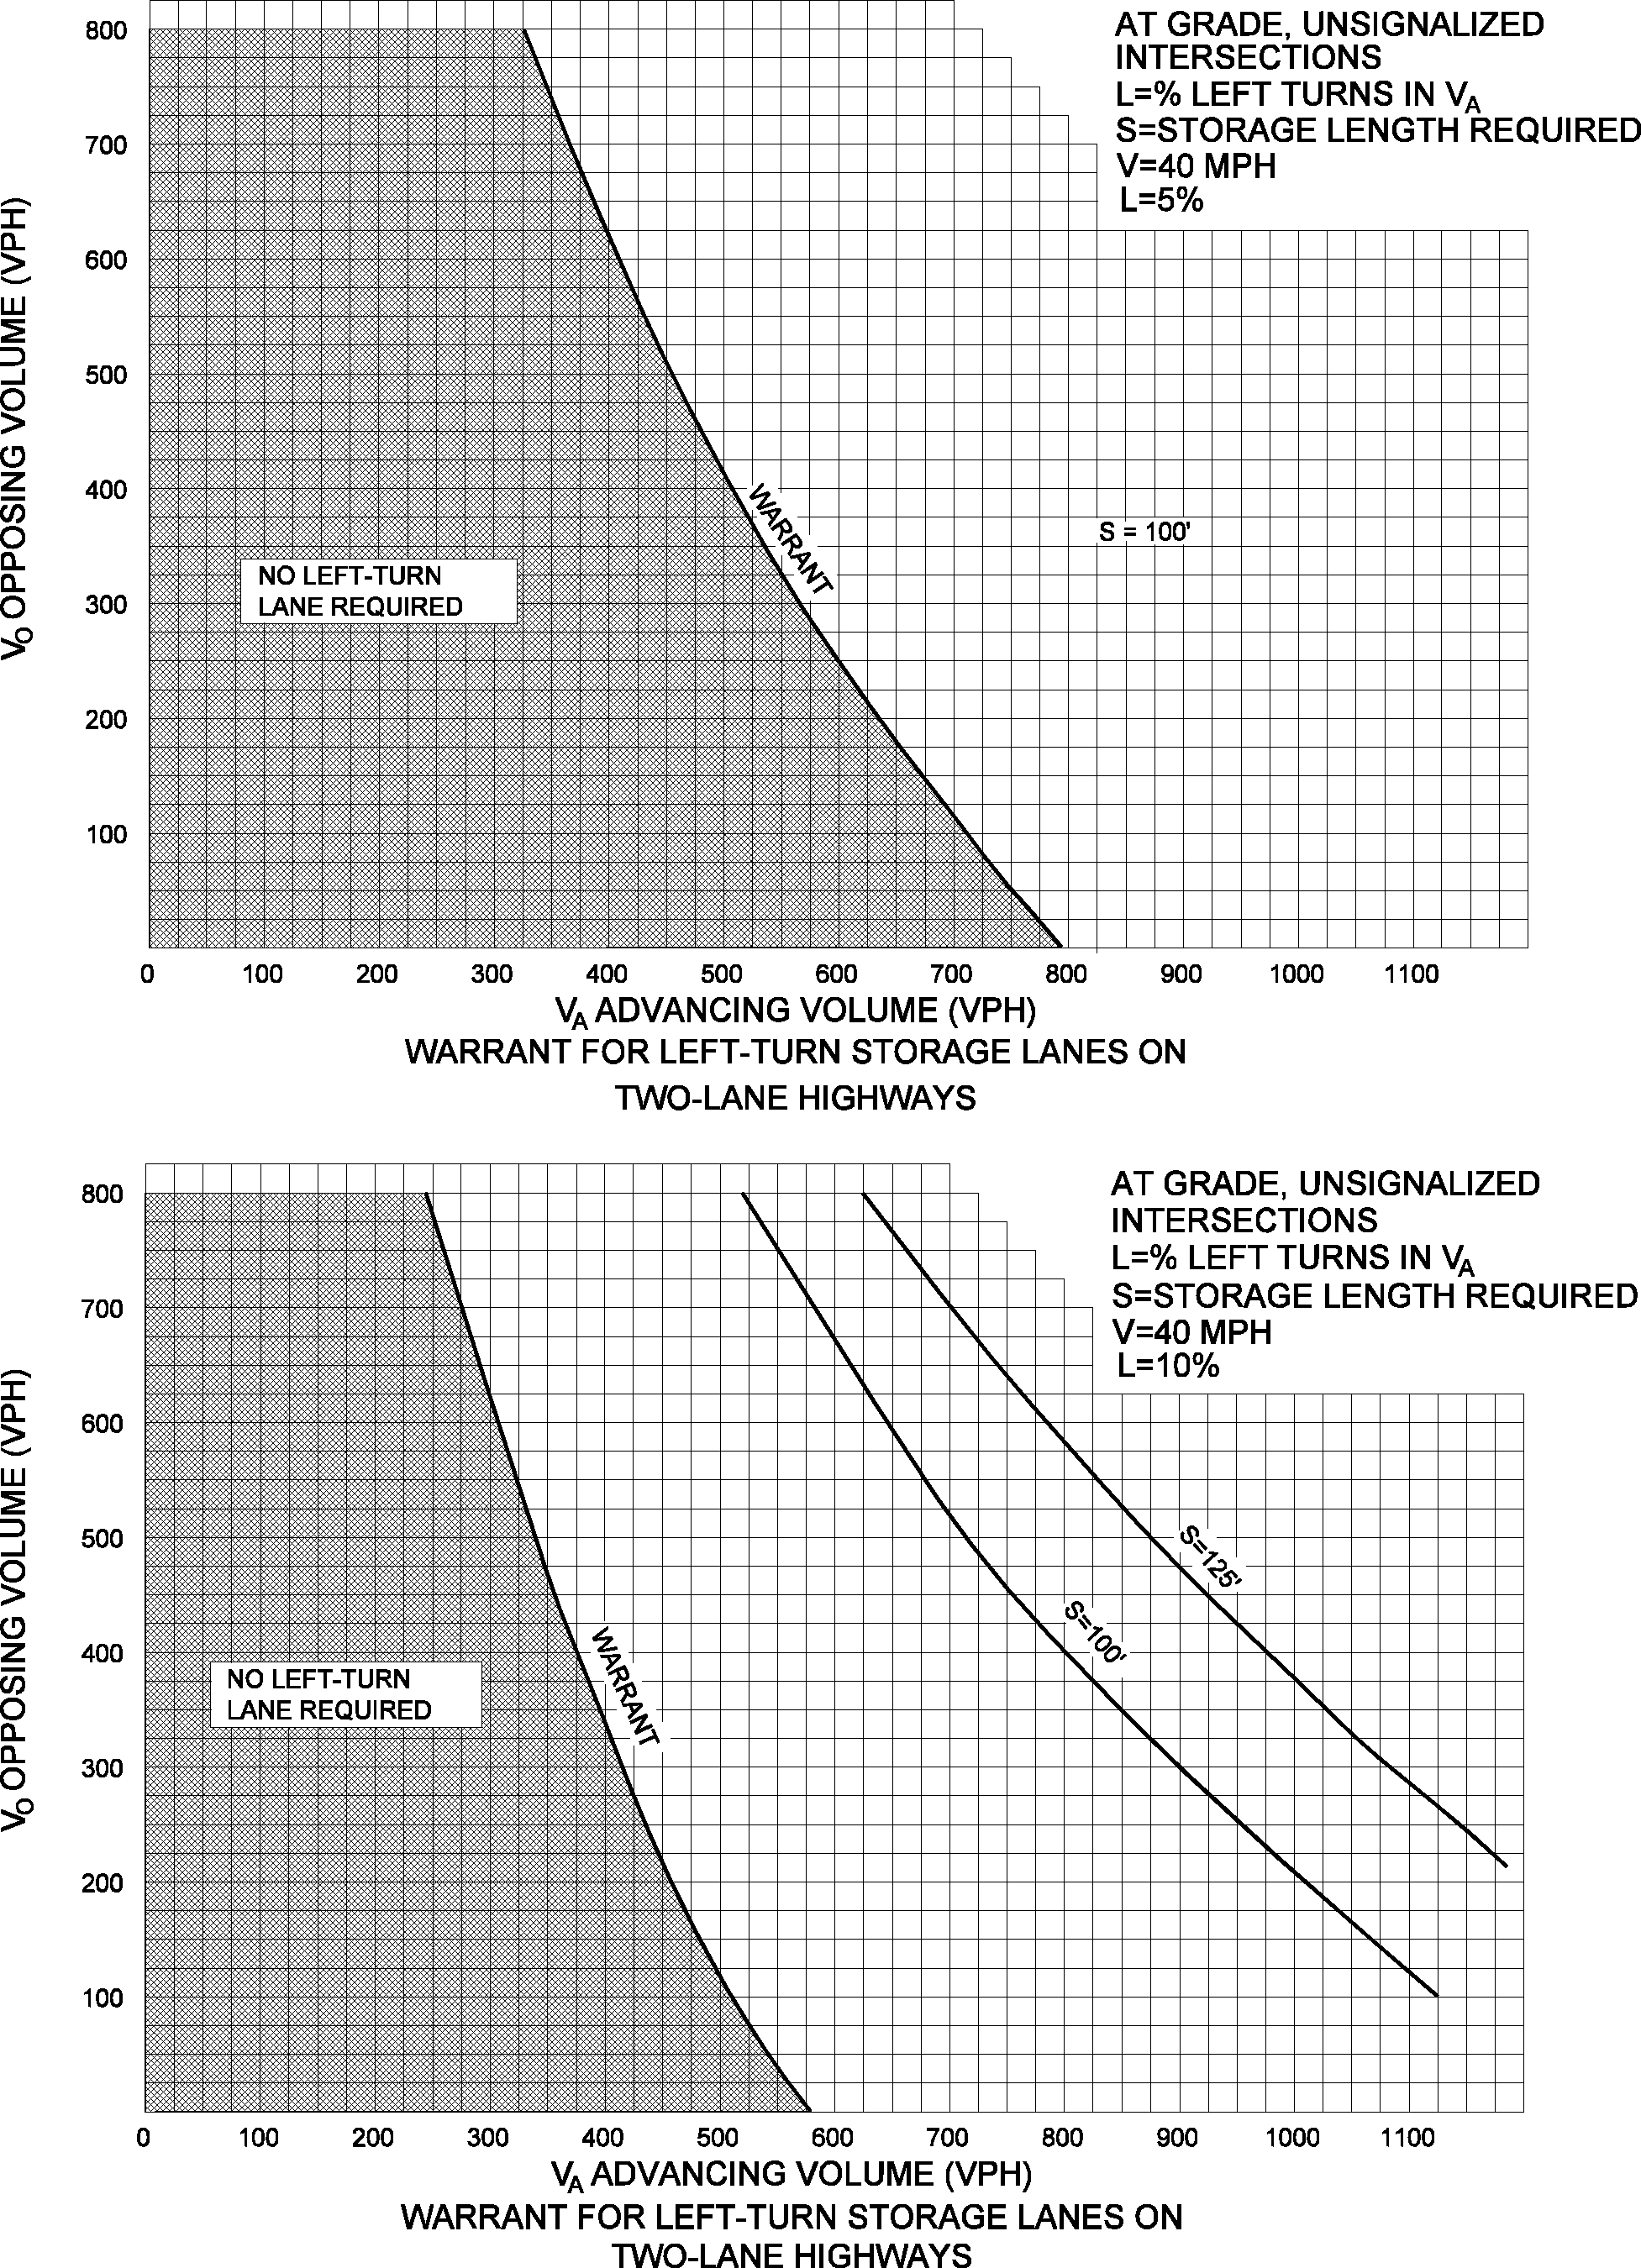 AT GRADE, UNSIGNALIZED
INTERSECTIONS
L=% LEFT TURNS IN VA
S=STORAGE LENGTH REQUIRED
V=40 MPH
L=5%
VO OPPOSING VOLUME (VPH)
800
700
600
500
400
300
200
100
WARRANT
S = 100'
NO LEFT-TURN
LANE REQUIRED
0 100 200 300 400 500 600 700 800 900 1000 1100
VA ADVANCING VOLUME (VPH)
WARRANT FOR LEFT-TURN STORAGE LANES ON
TWO-LANE HIGHWAYS
AT GRADE, UNSIGNALIZED
INTERSECTIONS
L=% LEFT TURNS IN VA
S=STORAGE LENGTH REQUIRED
V=40 MPH
L=10%
VO OPPOSING VOLUME (VPH)
800
700
600
500
400
300
200
100
S=125'
S=100'
WARRANT
NO LEFT-TURN
LANE REQUIRED
0 100 200 300 400 500 600 700 800 900 1000 1100
VA ADVANCING VOLUME (VPH)
WARRANT FOR LEFT-TURN STORAGE LANES ON
TWO-LANE HIGHWAYS